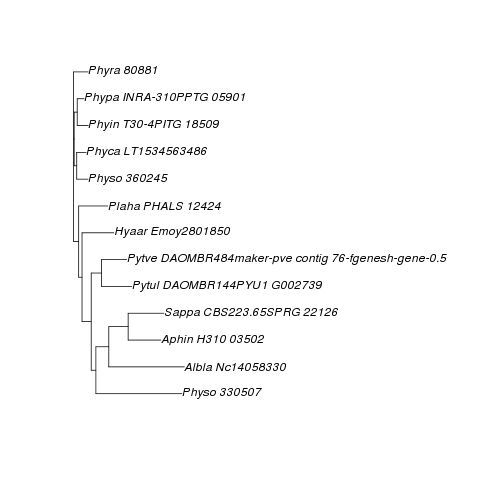 Phyra 80881
Phypa INRA-310PPTG 05901
Phyin T30-4PITG 18509
Phyca LT1534563486
Physo 360245
Plaha PHALS 12424
Hyaar Emoy2801850
Pytve DAOMBR484maker-pve contig 76-fgenesh-gene-0.5
Pytul DAOMBR144PYU1 G002739
Sappa CBS223.65SPRG 22126
Aphin H310 03502
Albla Nc14058330
Physo 330507